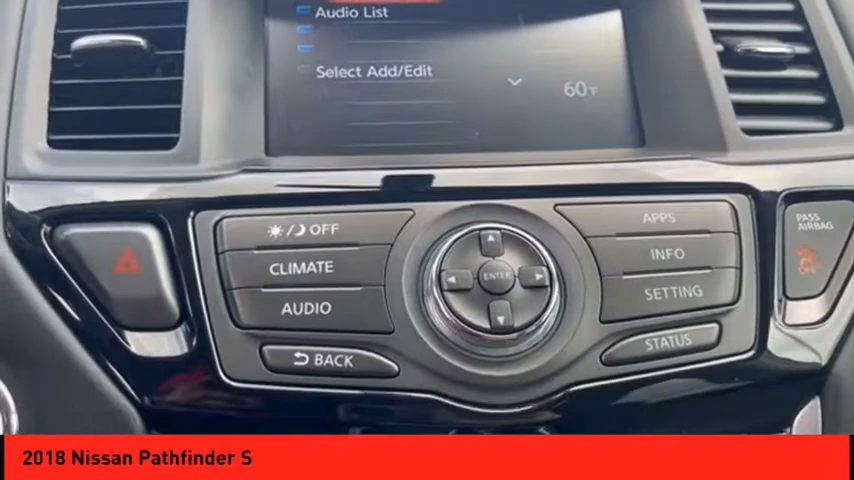 Audio List
Select Add/Edit
60°F
/ OFF
CLIMATE
AUDIO
BACK
ENTER
APPS
INFO
SETTING
STATUS
PASS
AIRBAG
ON
2018 Nissan Pathfinder S